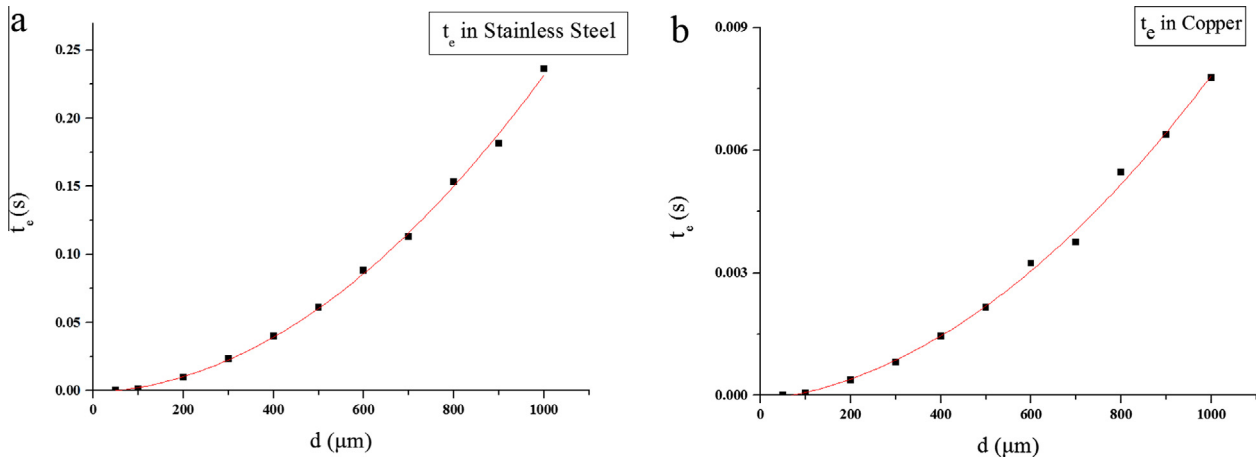 a
t_e in Stainless Steel
0.25
0.20
0.15
0.10
0.05
0.00
t_e (s)
0 200 400 600 800 1000
d (μm)
b
t_e in Copper
0.009
0.006
0.003
0.000
t_e (s)
0 200 400 600 800 1000
d (μm)